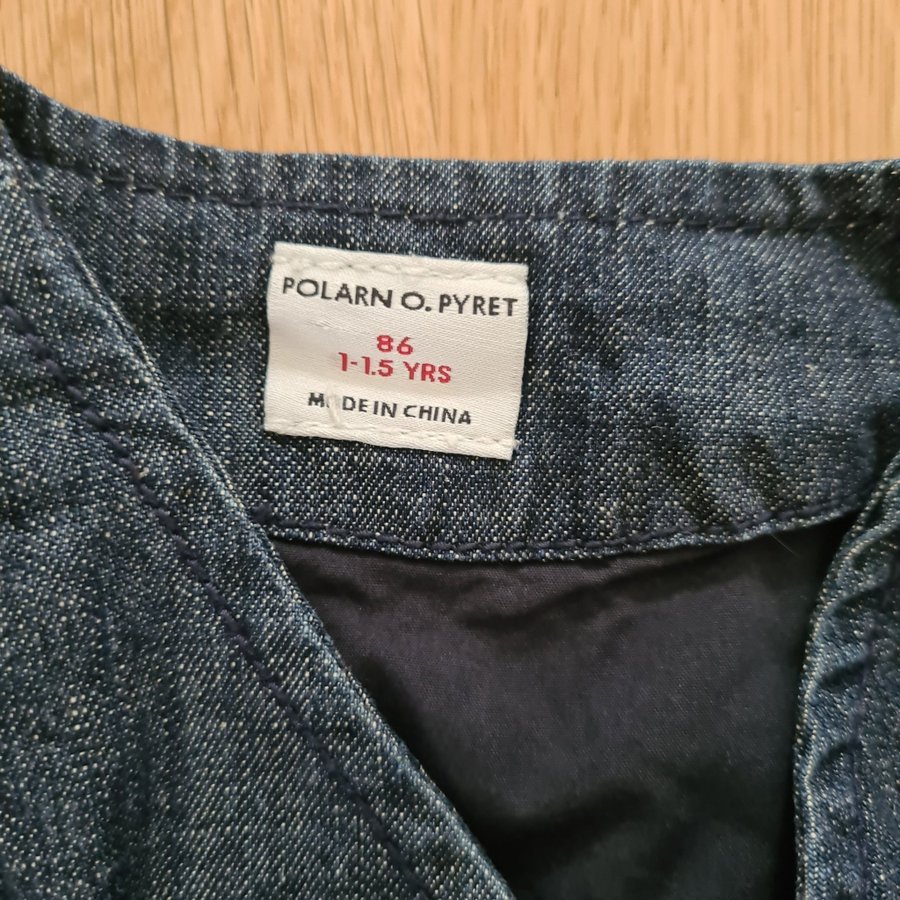 POLARN O. PYRET
86
1-1.5 YRS
MADE IN CHINA